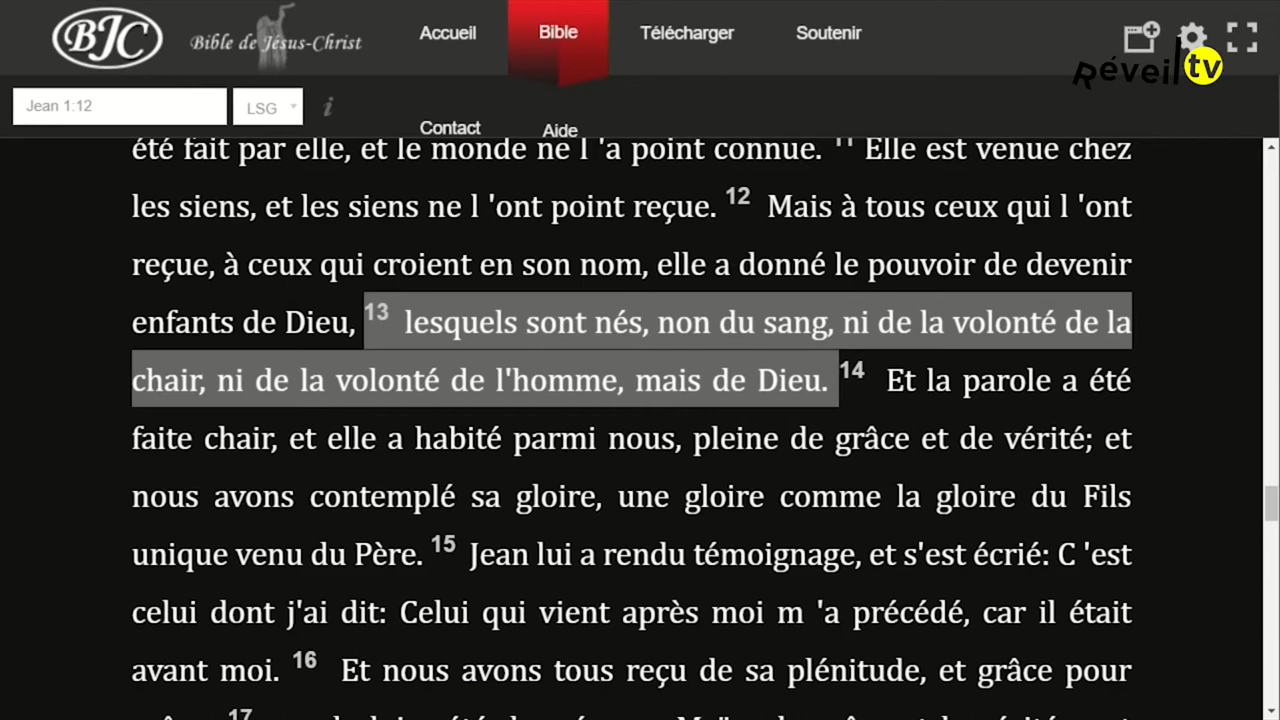 BJC Bible de Jésus-Christ Accueil Bible Télécharger Soutenir
Réveil tv
Jean 1:12 LSG i
Contact Aide
été fait par elle, et le monde ne l 'a point connue. 11 Elle est venue chez
les siens, et les siens ne l 'ont point reçue. 12 Mais à tous ceux qui l 'ont
reçue, à ceux qui croient en son nom, elle a donné le pouvoir de devenir
enfants de Dieu, 13 lesquels sont nés, non du sang, ni de la volonté de la
chair, ni de la volonté de l'homme, mais de Dieu. 14 Et la parole a été
faite chair, et elle a habité parmi nous, pleine de grâce et de vérité; et
nous avons contemplé sa gloire, une gloire comme la gloire du Fils
unique venu du Père. 15 Jean lui a rendu témoignage, et s'est écrié: C 'est
celui dont j'ai dit: Celui qui vient après moi m 'a précédé, car il était
avant moi. 16 Et nous avons tous reçu de sa plénitude, et grâce pour
17